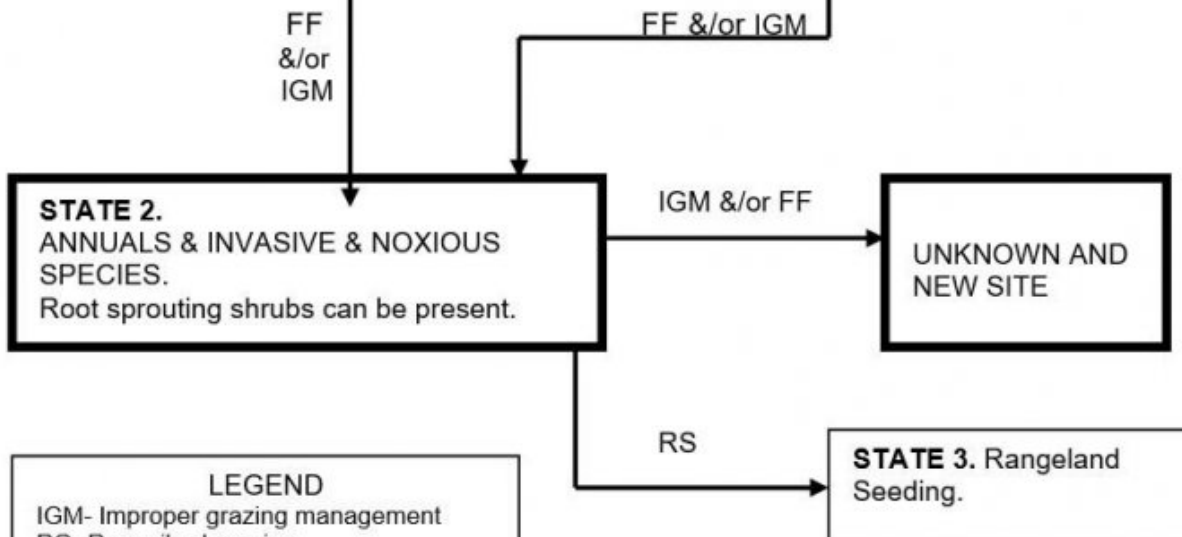 FF
&/or
IGM
FF &/or IGM
STATE 2.
ANNUALS & INVASIVE & NOXIOUS
SPECIES.
Root sprouting shrubs can be present.
IGM &/or FF
UNKNOWN AND
NEW SITE
RS
STATE 3. Rangeland
Seeding.
LEGEND
IGM- Improper grazing management